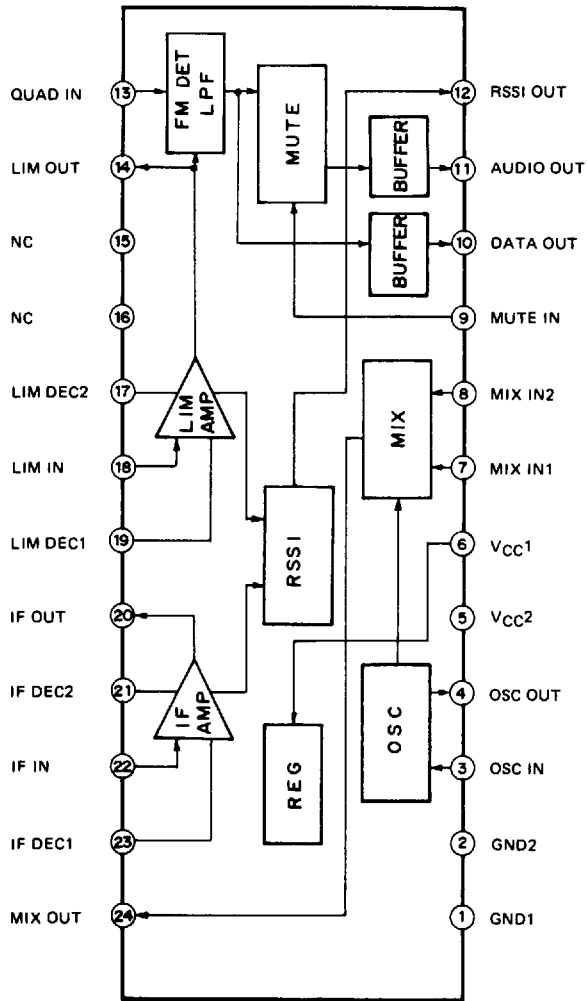 QUAD IN
13
FM DET
LPF
12
RSSI OUT
MUTE
LIM OUT
14
BUFFER
11
AUDIO OUT
NC
15
BUFFER
10
DATA OUT
NC
16
9
MUTE IN
LIM DEC2
17
LIM
AMP
MIX
8
MIX IN2
LIM IN
18
7
MIX IN1
LIM DEC1
19
RSSI
6
VCC1
IF OUT
20
5
VCC2
IF DEC2
21
IF
AMP
OSC
4
OSC OUT
IF IN
22
REG
3
OSC IN
IF DEC1
23
2
GND2
MIX OUT
24
1
GND1